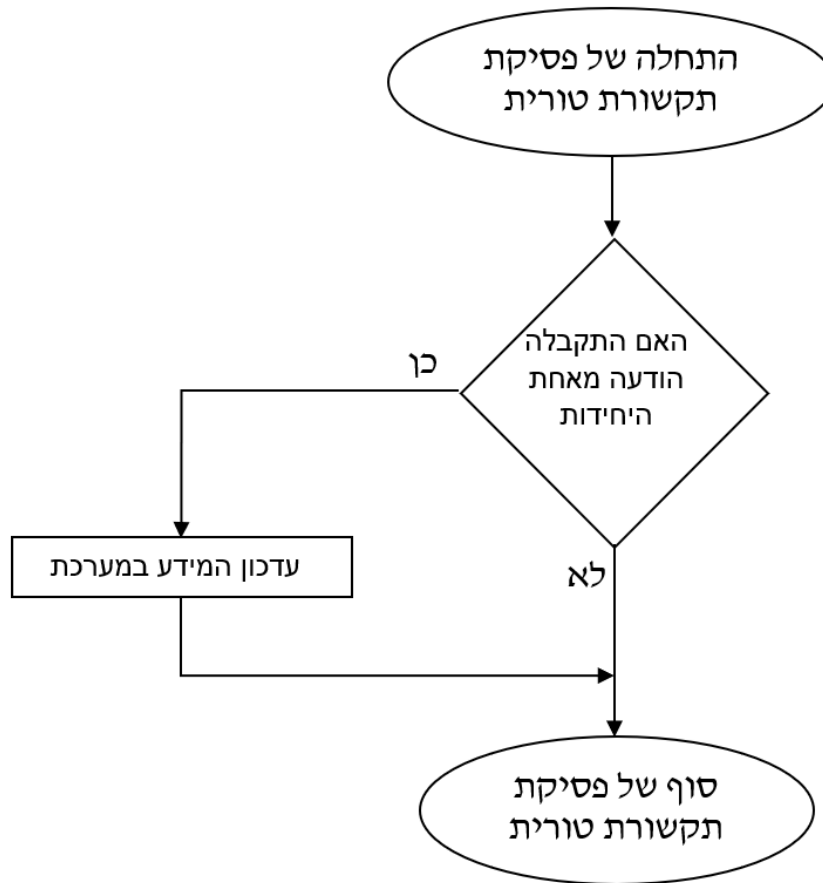 התחלה של פסיקת
תקשורת טורית
האם התקבלה
הודעה מאחת
היחידות
כן
עדכון המידע במערכת
לא
סוף של פסיקת
תקשורת טורית